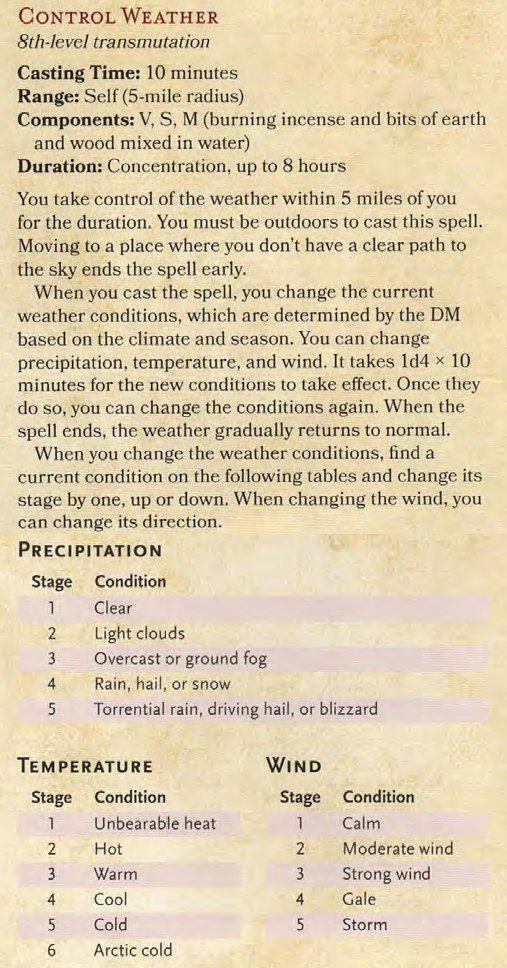 CONTROL WEATHER
8th-level transmutation
Casting Time: 10 minutes
Range: Self (5-mile radius)
Components: V, S, M (burning incense and bits of earth
and wood mixed in water)
Duration: Concentration, up to 8 hours
You take control of the weather within 5 miles of you
for the duration. You must be outdoors to cast this spell.
Moving to a place where you don't have a clear path to
the sky ends the spell early.
When you cast the spell, you change the current
weather conditions, which are determined by the DM
based on the climate and season. You can change
precipitation, temperature, and wind. It takes 1d4 × 10
minutes for the new conditions to take effect. Once they
do so, you can change the conditions again. When the
spell ends, the weather gradually returns to normal.
When you change the weather conditions, find a
current condition on the following tables and change its
stage by one, up or down. When changing the wind, you
can change its direction.
PRECIPITATION
Stage Condition
1 Clear
2 Light clouds
3 Overcast or ground fog
4 Rain, hail, or snow
5 Torrential rain, driving hail, or blizzard
TEMPERATURE
Stage Condition
1 Unbearable heat
2 Hot
3 Warm
4 Cool
5 Cold
6 Arctic cold
WIND
Stage Condition
1 Calm
2 Moderate wind
3 Strong wind
4 Gale
5 Storm